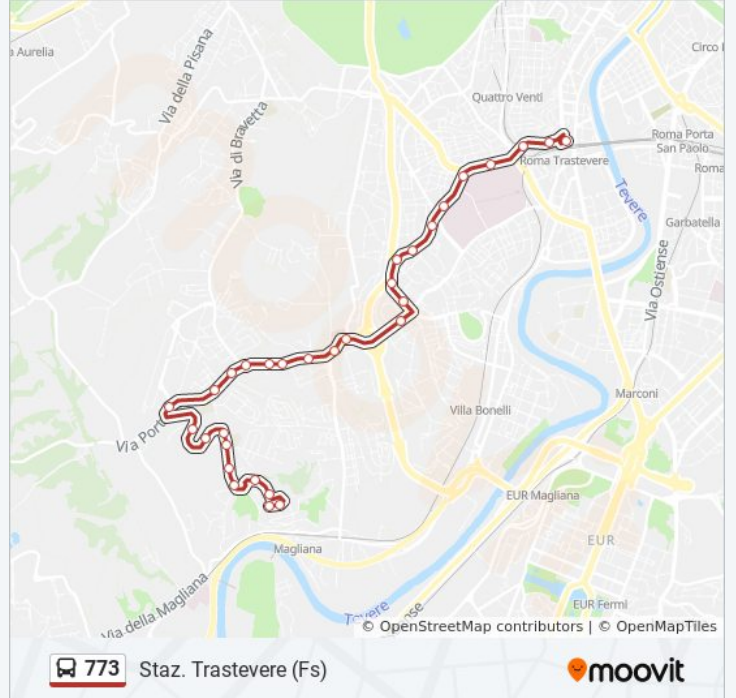 a Aurelia
Via della Pisana
Circo
Via di Bravetta
Quattro Venti
Roma Porta
San Paolo
Roma Trastevere
Roma
Tevere
Garbatella
Via Ostiense
Marconi
Villa Bonelli
Via Port
EUR Magliana
EUR
Magliana
Via della Magliana
Tevere
EUR Fermi
© OpenStreetMap contributors | © OpenMapTiles
773 Staz. Trastevere (Fs)
moovit